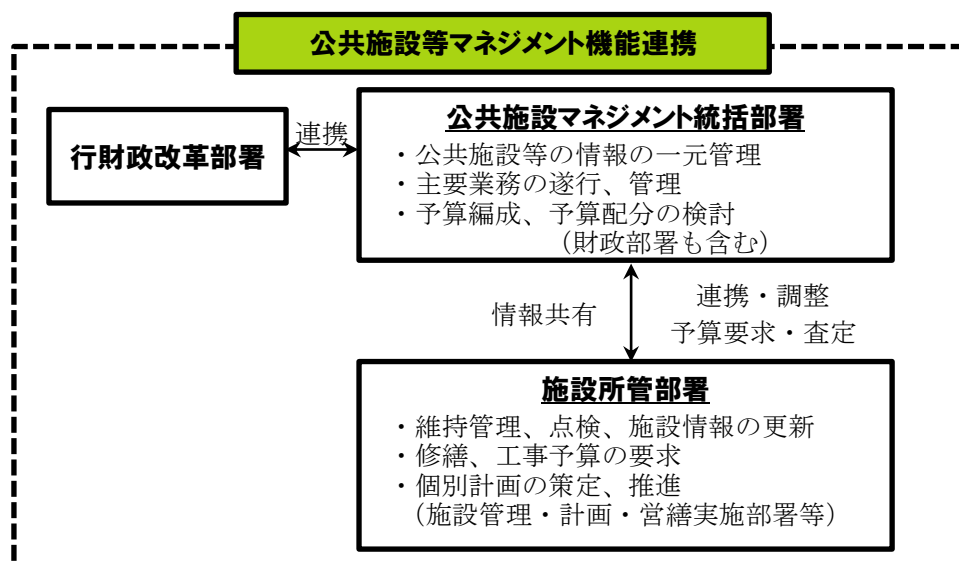 公共施設等マネジメント機能連携
行財政改革部署
連携
公共施設マネジメント統括部署
・公共施設等の情報の一元管理
・主要業務の遂行、管理
・予算編成、予算配分の検討
（財政部署も含む）
情報共有
連携・調整
予算要求・査定
施設所管部署
・維持管理、点検、施設情報の更新
・修繕、工事予算の要求
・個別計画の策定、推進
（施設管理・計画・営繕実施部署等）